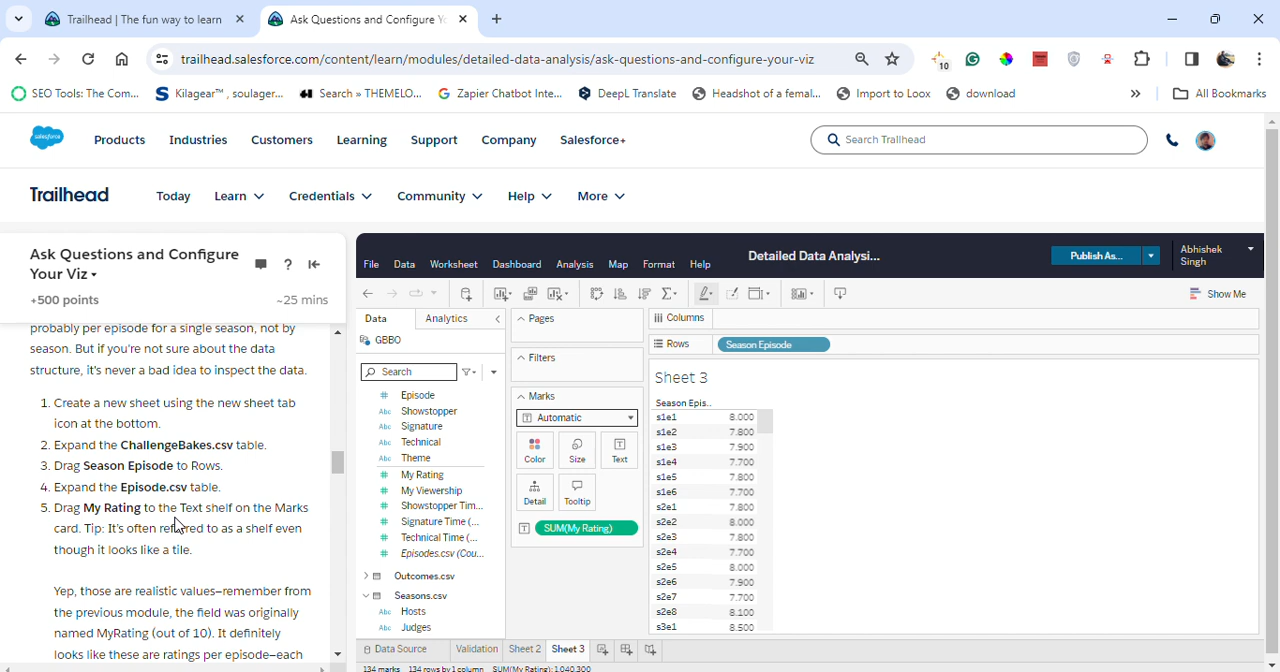 Trailhead | The fun way to learn
Ask Questions and Configure Y
trailhead.salesforce.com/content/learn/modules/detailed-data-analysis/ask-questions-and-configure-your-viz
10
SEO Tools: The Com...
Kilagear™ , soulager...
Search » THEMELO...
Zapier Chatbot Inte...
DeepL Translate
Headshot of a femal...
Import to Loox
download
»
All Bookmarks
salesforce
Products
Industries
Customers
Learning
Support
Company
Salesforce+
Search Trailhead
Trailhead
Today
Learn
Credentials
Community
Help
More
Ask Questions and Configure
Your Viz
+500 points
~25 mins
probably per episode for a single season, not by
season. But if you're not sure about the data
structure, it's never a bad idea to inspect the data.
1. Create a new sheet using the new sheet tab
icon at the bottom.
2. Expand the ChallengeBakes.csv table.
3. Drag Season Episode to Rows.
4. Expand the Episode.csv table.
5. Drag My Rating to the Text shelf on the Marks
card. Tip: It's often referred to as a shelf even
though it looks like a tile.
Yep, those are realistic values—remember from
the previous module, the field was originally
named MyRating (out of 10). It definitely
looks like these are ratings per episode—each
File
Data
Worksheet
Dashboard
Analysis
Map
Format
Help
Detailed Data Analysi...
Publish As...
Abhishek
Singh
Show Me
Data
Analytics
GBBO
Search
# Episode
Abc Showstopper
Abc Signature
Abc Technical
Abc Theme
# My Rating
# My Viewership
# Showstopper Tim...
# Signature Time (...
# Technical Time (...
# Episodes.csv (Cou...
Outcomes.csv
Seasons.csv
Abc Hosts
Abc Judges
Pages
Filters
Marks
Automatic
Color
Size
Text
Detail
Tooltip
SUM(My Rating)
Columns
Rows
Season Episode
Sheet 3
Season Epis..
s1e1 8.000
s1e2 7.800
s1e3 7.900
s1e4 7.700
s1e5 7.800
s1e6 7.700
s2e1 7.800
s2e2 8.000
s2e3 7.800
s2e4 7.700
s2e5 8.000
s2e6 7.900
s2e7 7.700
s2e8 8.100
s3e1 8.500
Data Source
Validation
Sheet 2
Sheet 3
134 marks 134 rows by 1 column SUM(My Rating): 1,040.300